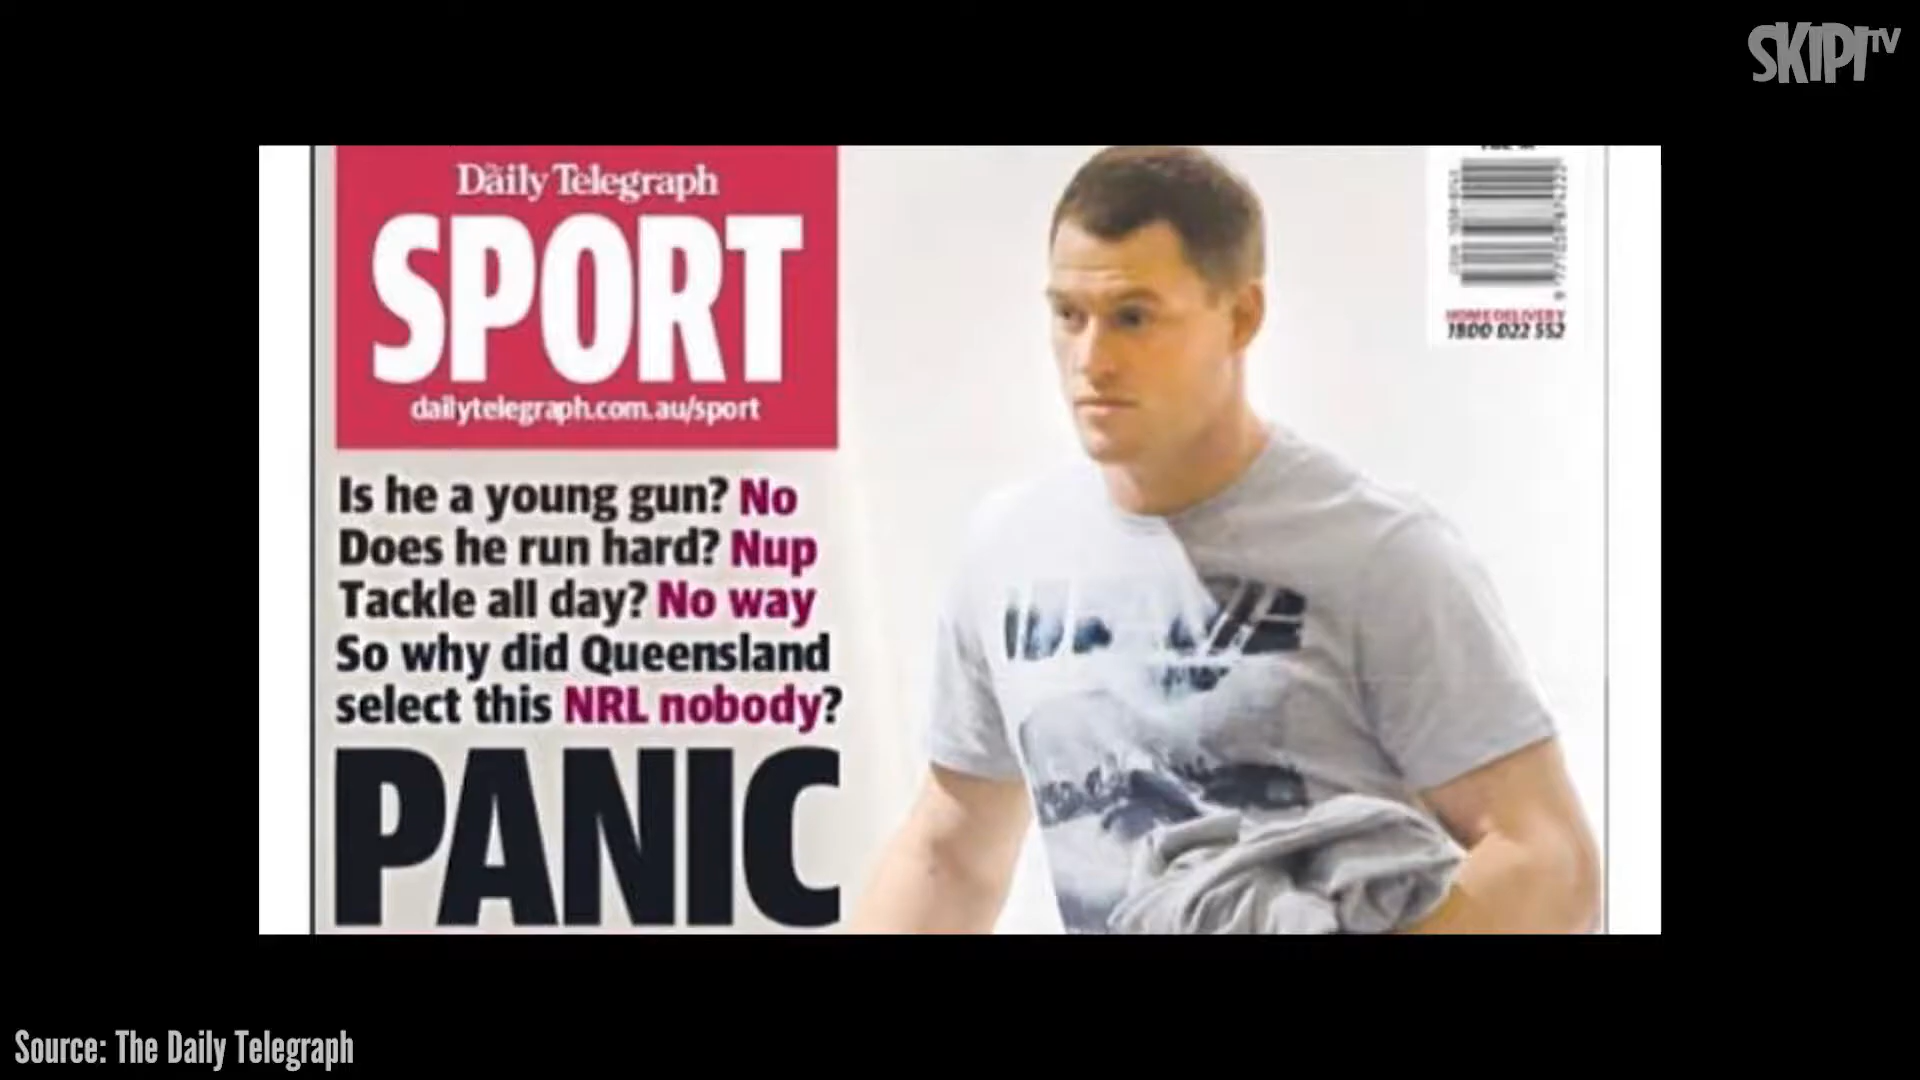 SKIPI TV
The Daily Telegraph
SPORT
dailytelegraph.com.au/sport
HOME DELIVERY
1800 022 552
Is he a young gun? No
Does he run hard? Nup
Tackle all day? No way
So why did Queensland
select this NRL nobody?
PANIC
Source: The Daily Telegraph